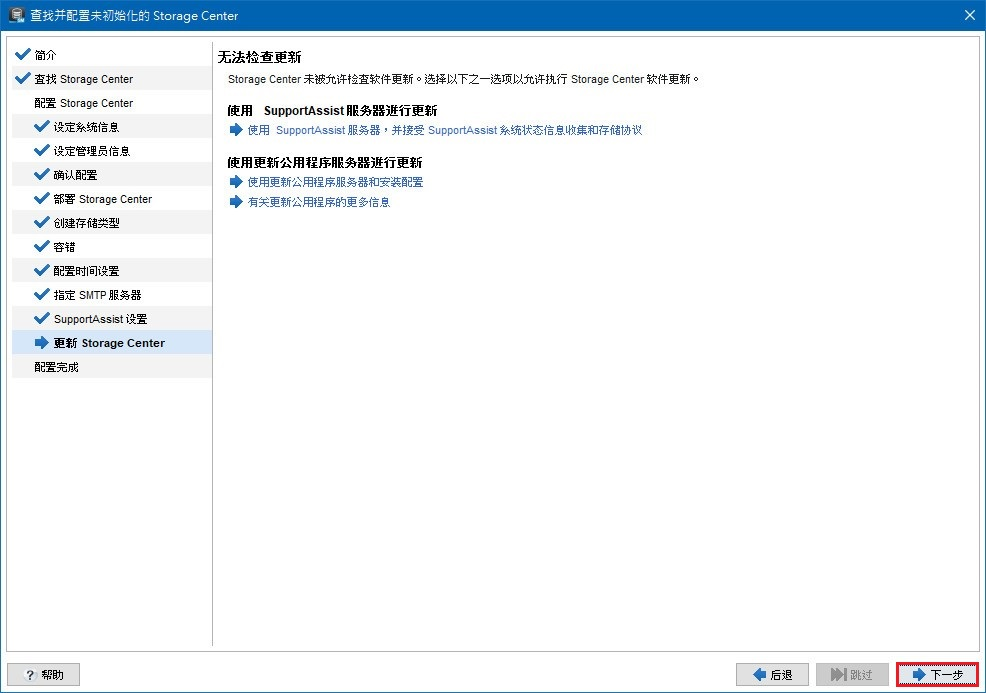 查找并配置未初始化的 Storage Center
简介
查找 Storage Center
配置 Storage Center
设定系统信息
设定管理员信息
确认配置
部署 Storage Center
创建存储类型
容错
配置时间设置
指定 SMTP 服务器
SupportAssist 设置
更新 Storage Center
配置完成
无法检查更新
Storage Center 未被允许检查软件更新。选择以下之一选项以允许执行 Storage Center 软件更新。
使用 SupportAssist 服务器进行更新
使用 SupportAssist 服务器，并接受 SupportAssist 系统状态信息收集和存储协议
使用更新公用程序服务器进行更新
使用更新公用程序服务器和安装配置
有关更新公用程序的更多信息
? 帮助
后退
跳过
下一步